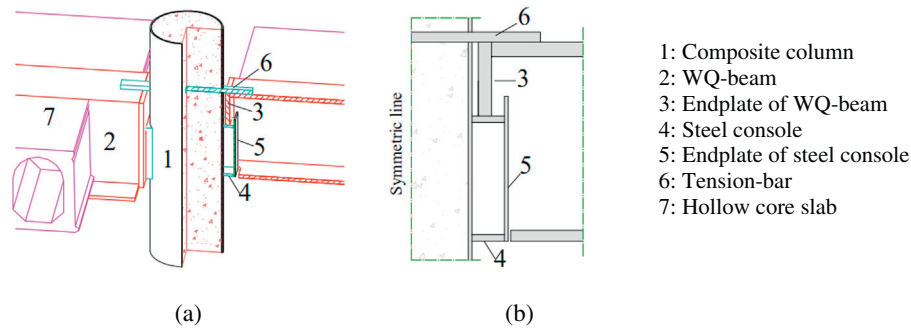 6
3
7
2
1
5
4
(a)
6
3
Symmetric line
5
4
(b)
1: Composite column
2: WQ-beam
3: Endplate of WQ-beam
4: Steel console
5: Endplate of steel console
6: Tension-bar
7: Hollow core slab